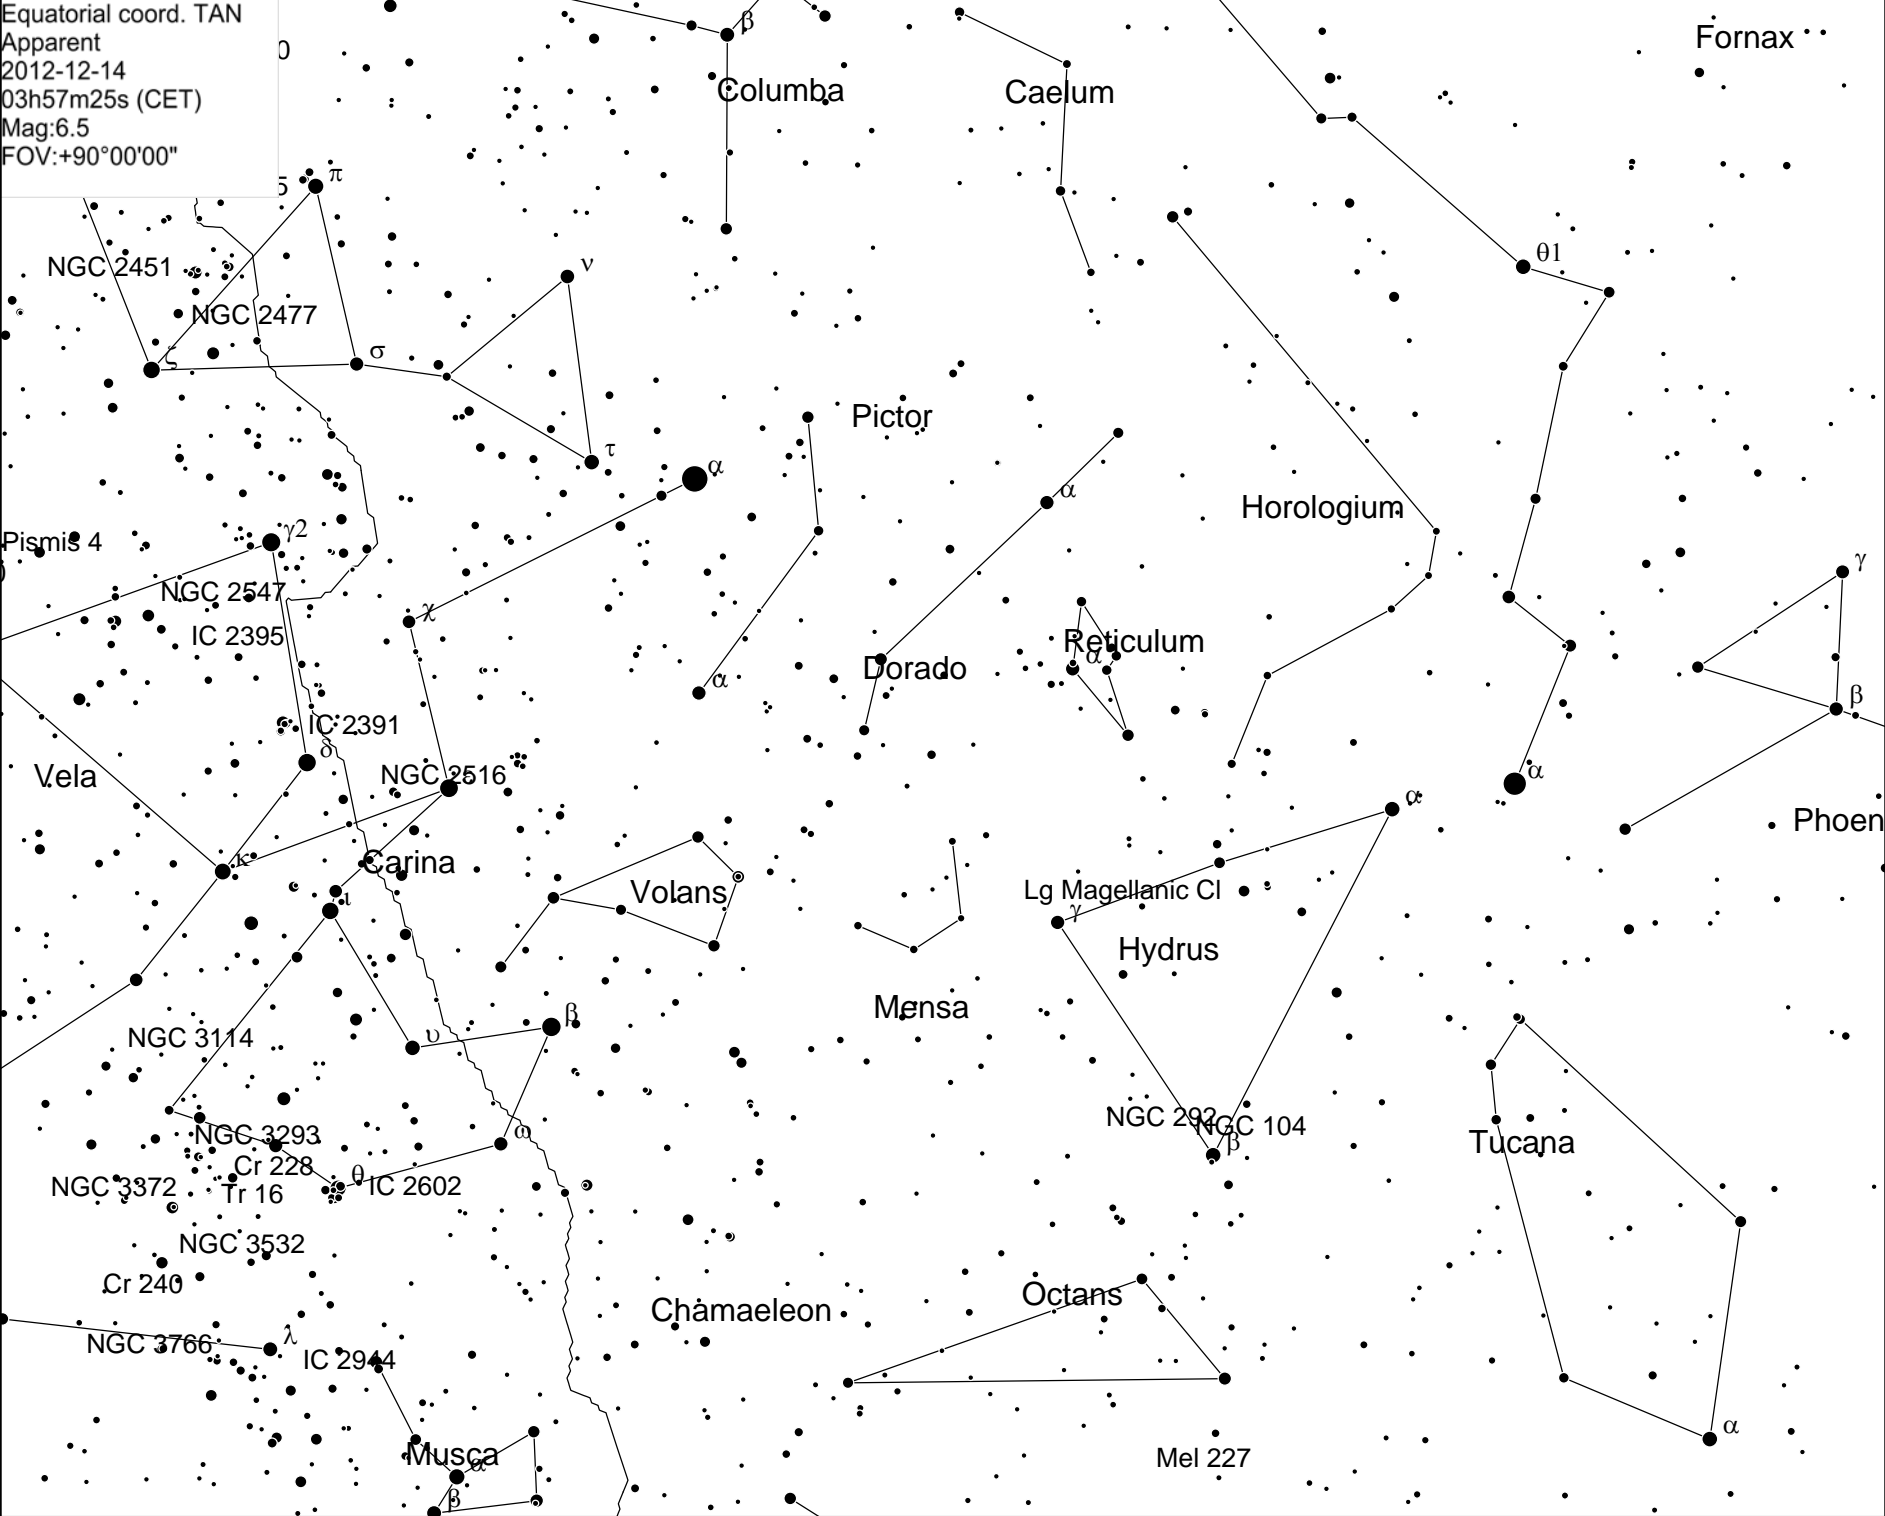 Equatorial coord. TAN
Apparent
2012-12-14
03h57m25s (CET)
Mag:6.5
FOV:+90°00'00"
0
5
β
Columba
Caelum
Fornax
π
θ1
ν
NGC 2451
NGC 2477
ζ
σ
Pictor
τ
α
α
Horologium
γ2
Pismis 4
γ
NGC 2547
χ
IC 2395
Reticulum
α
Dorado
α
β
IC 2391
δ
Vela
NGC 2516
α
α
Phoen
κ
Carina
ι
Volans
Lg Magellanic Cl
γ
Hydrus
Mensa
β
υ
NGC 3114
NGC 292
NGC 104
β
ω
NGC 3293
Tucana
Cr 228
θ
NGC 3372
Tr 16
IC 2602
NGC 3532
Cr 240
Chamaeleon
Octans
NGC 3766
λ
IC 2944
α
Musca
α
Mel 227
β